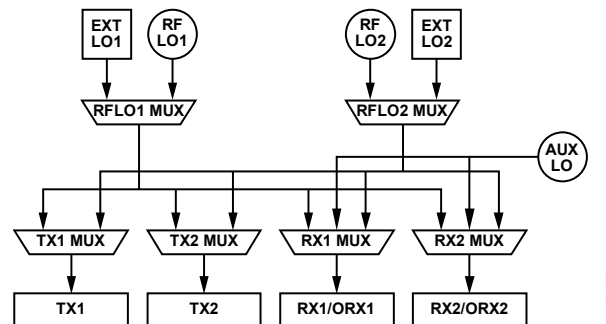 EXT
LO1
RF
LO1
RF
LO2
EXT
LO2
RFLO1 MUX
RFLO2 MUX
AUX
LO
TX1 MUX
TX2 MUX
RX1 MUX
RX2 MUX
TX1
TX2
RX1/ORX1
RX2/ORX2